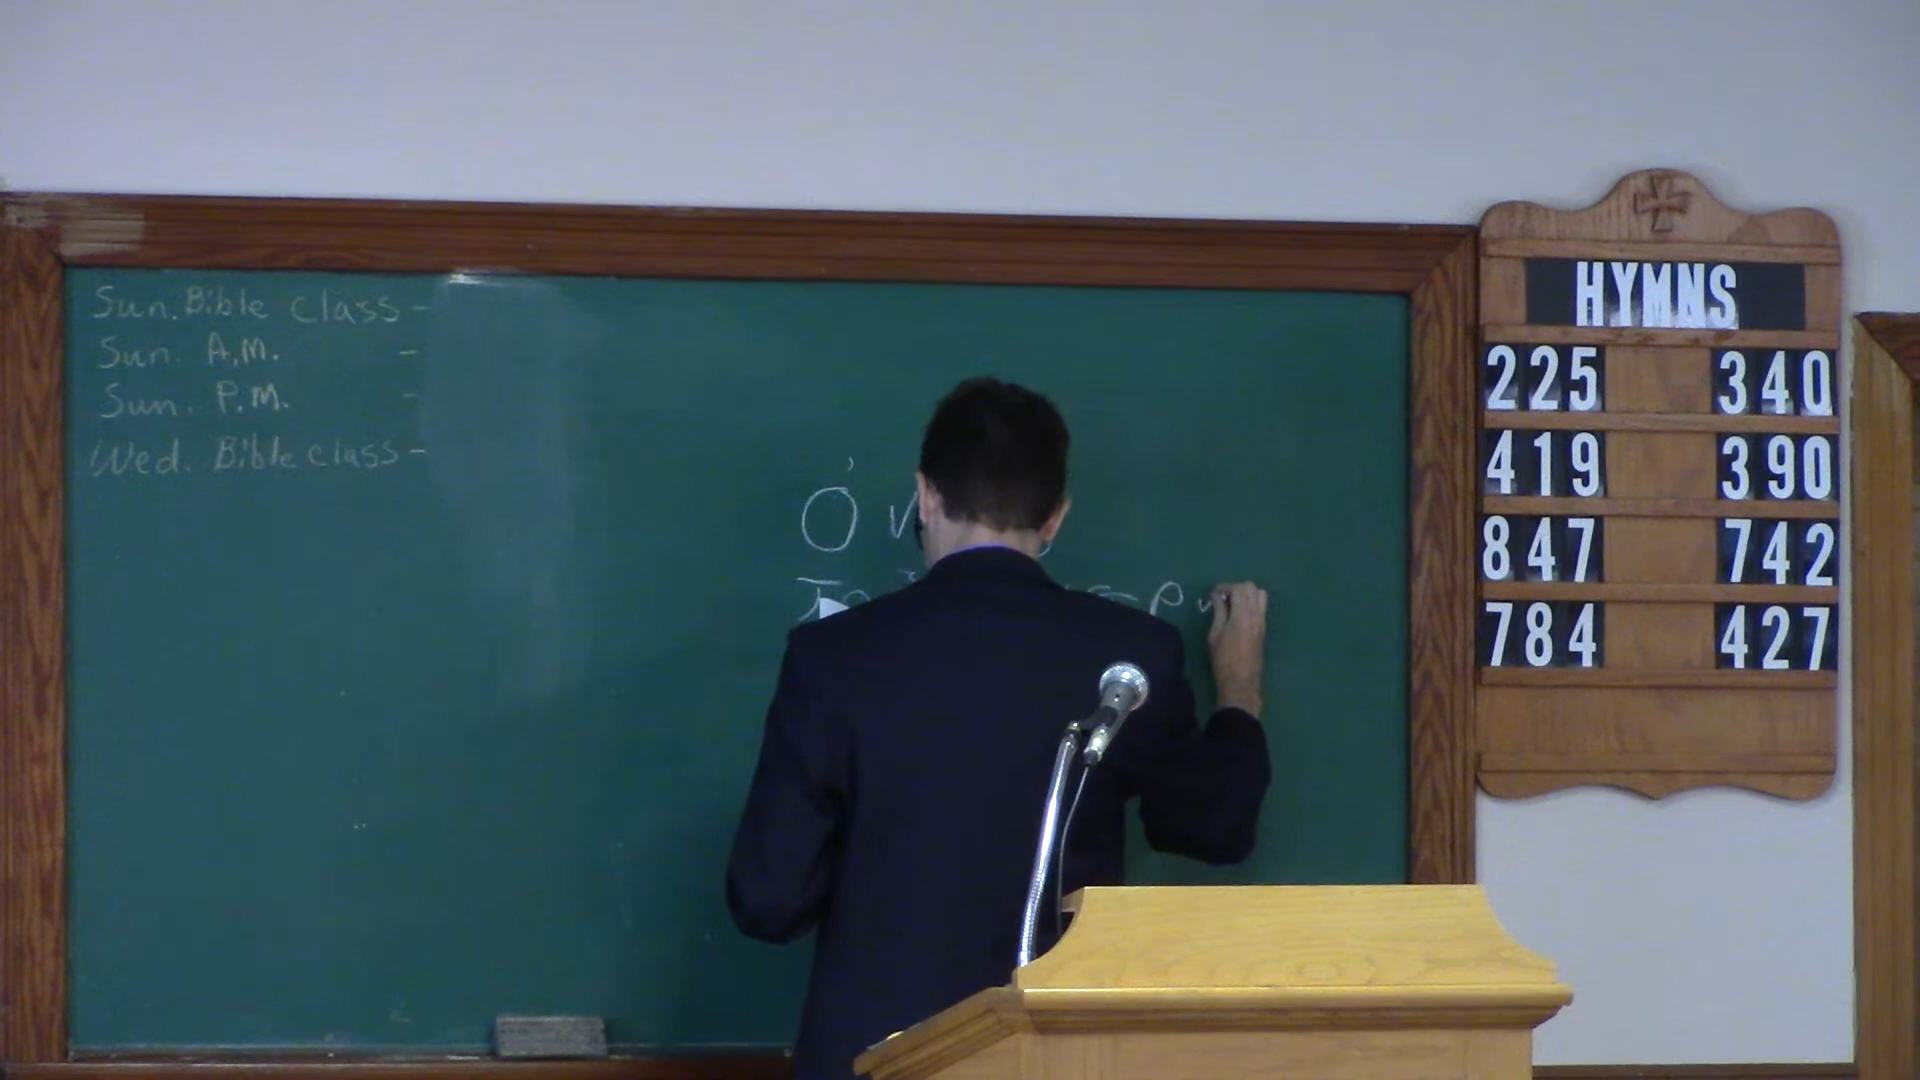 Sun. Bible class -
Sun. A.M. -
Sun. P.M. -
Wed. Bible class -
HYMNS
225 340
419 390
847 742
784 427